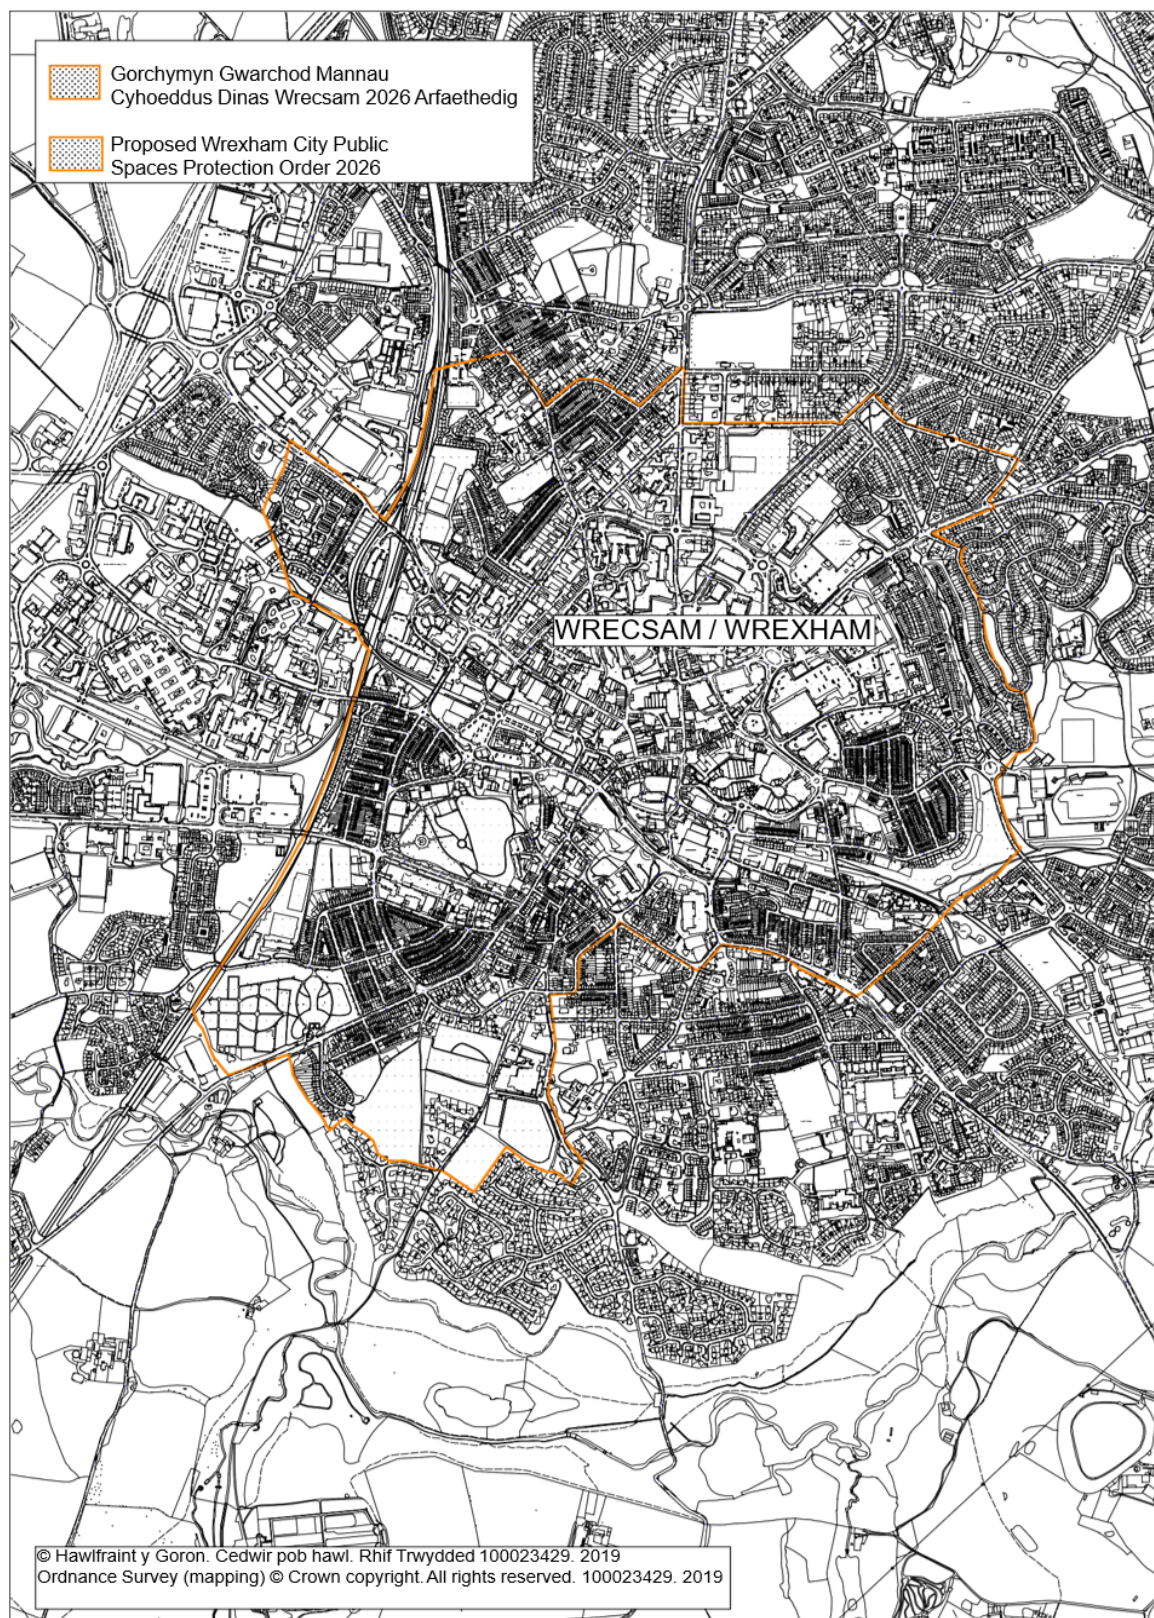 Gorchymyn Gwarchod Mannau
Cyhoeddus Dinas Wrecsam 2026 Arfaethedig
Proposed Wrexham City Public
Spaces Protection Order 2026
WRECSAM / WREXHAM
© Hawlfraint y Goron. Cedwir pob hawl. Rhif Trwydded 100023429. 2019
Ordnance Survey (mapping) © Crown copyright. All rights reserved. 100023429. 2019